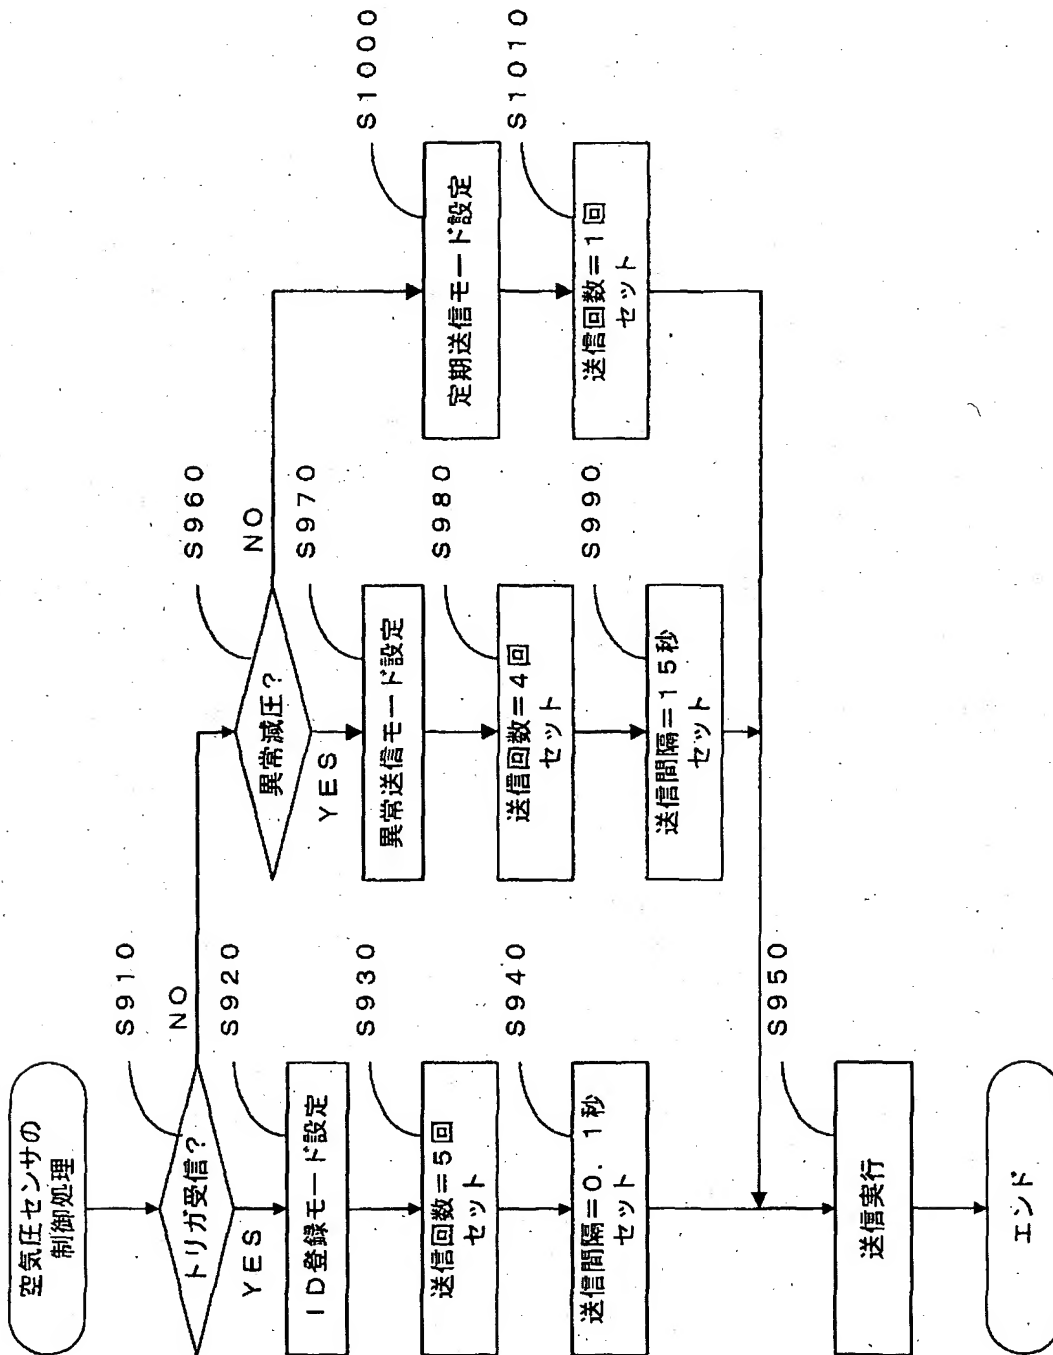 空気圧センサの
制御処理
S910
トリガ受信?
NO
YES
S920
ID登録モード設定
S930
送信回数=5回
セット
S940
送信間隔=0.1秒
セット
S950
送信実行
エンド
S960
異常減圧?
NO
YES
S970
異常送信モード設定
S980
送信回数=4回
セット
S990
送信間隔=15秒
セット
S1000
定期送信モード設定
S1010
送信回数=1回
セット